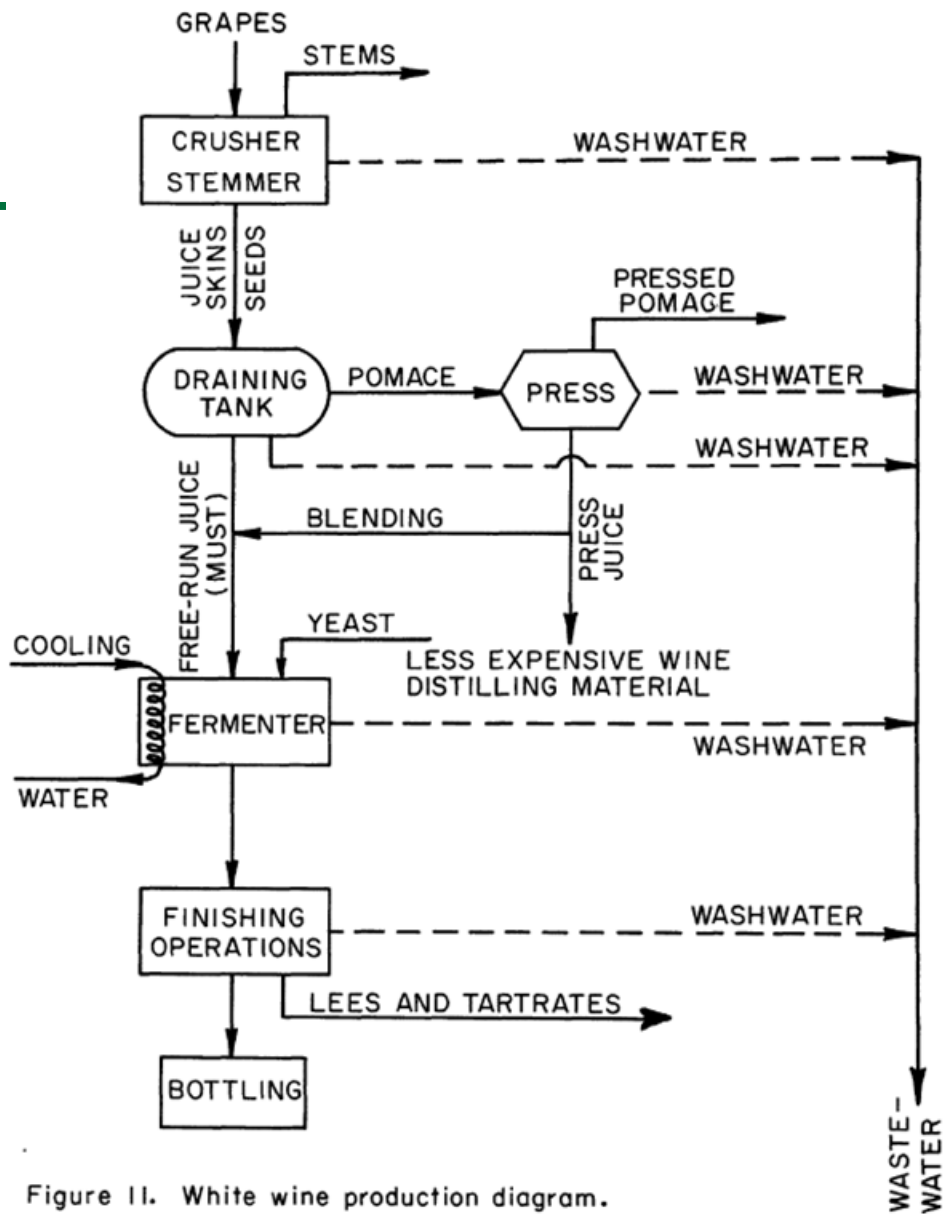 GRAPES
STEMS
CRUSHER
STEMMER
WASHWATER
JUICE
SKINS
SEEDS
PRESSED
POMAGE
DRAINING
TANK
POMACE
PRESS
WASHWATER
WASHWATER
FREE-RUN JUICE
(MUST)
BLENDING
PRESS
JUICE
YEAST
COOLING
LESS EXPENSIVE WINE
DISTILLING MATERIAL
FERMENTER
WASHWATER
WATER
FINISHING
OPERATIONS
WASHWATER
LEES AND TARTRATES
BOTTLING
WASTE-
WATER
Figure 11. White wine production diagram.